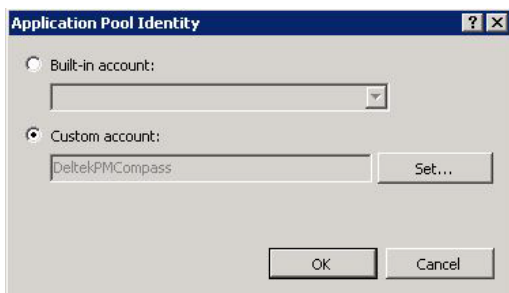 Application Pool Identity
Built-in account:
Custom account:
DeltekPMCompass
Set...
OK
Cancel